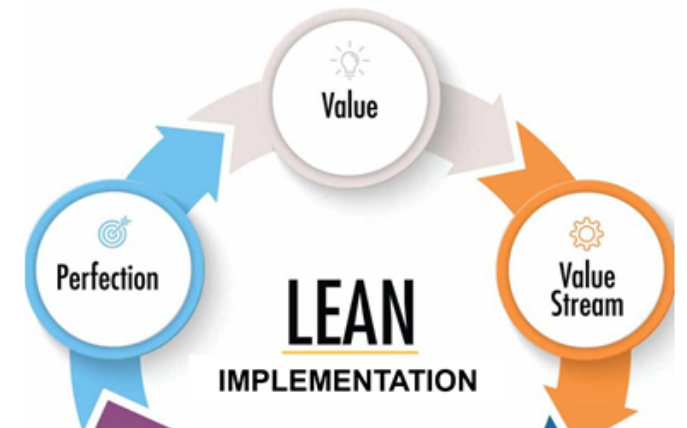 Value
Perfection
Value
Stream
LEAN
IMPLEMENTATION